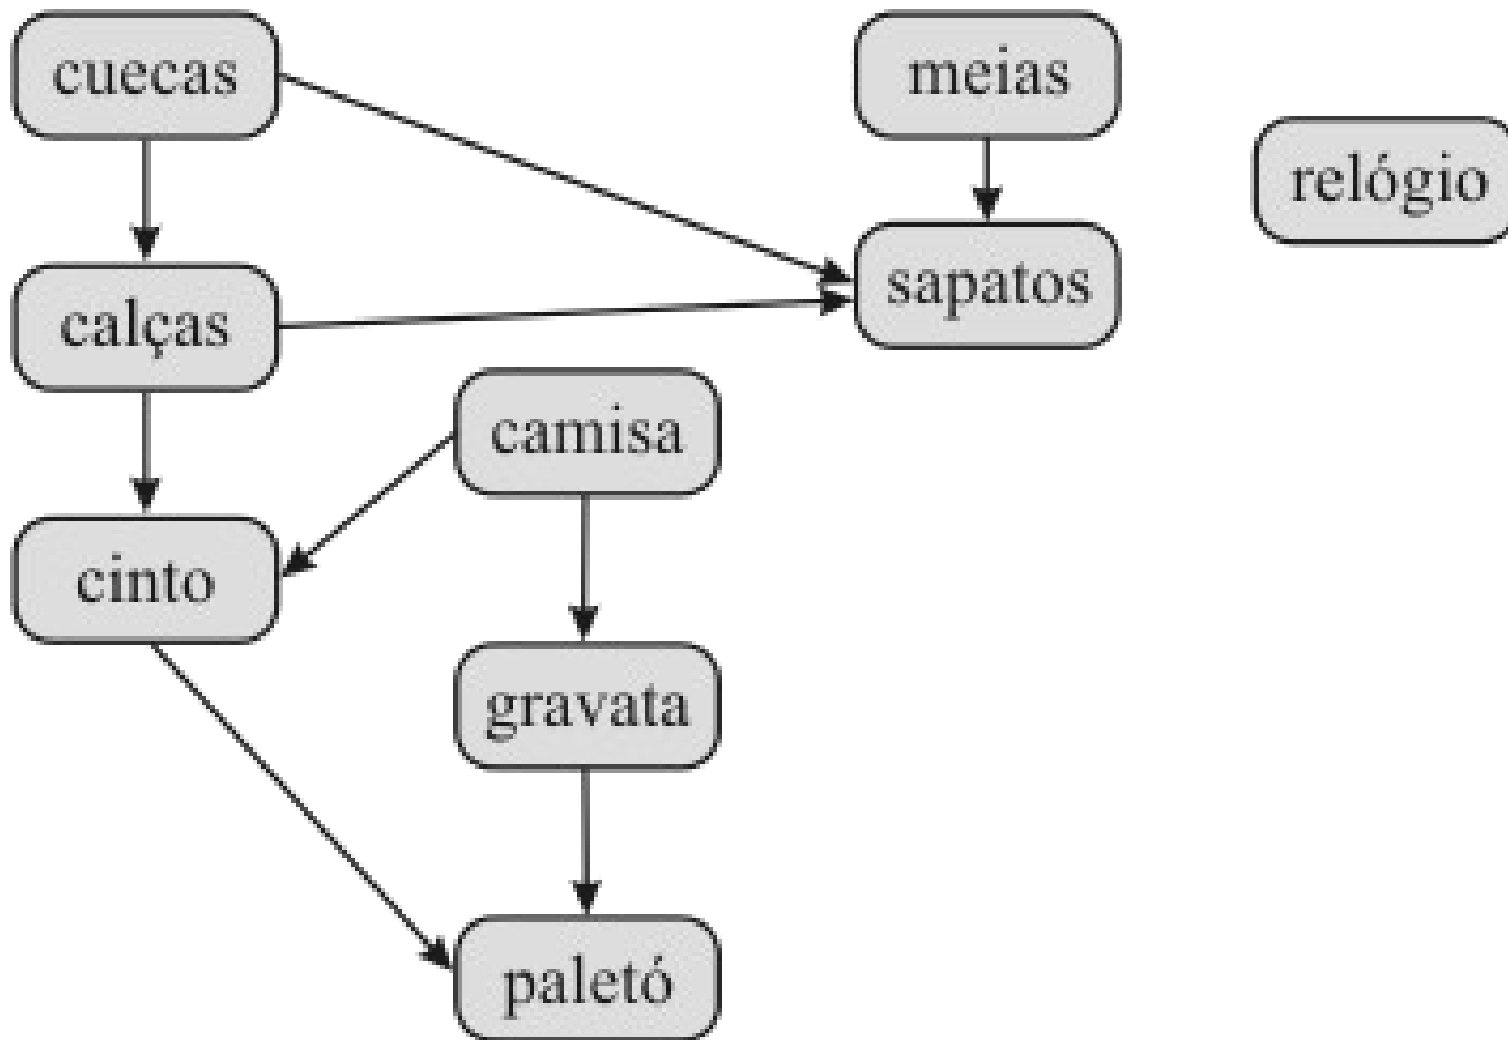 cuecas
meias
relógio
sapatos
calças
camisa
cinto
gravata
paletó